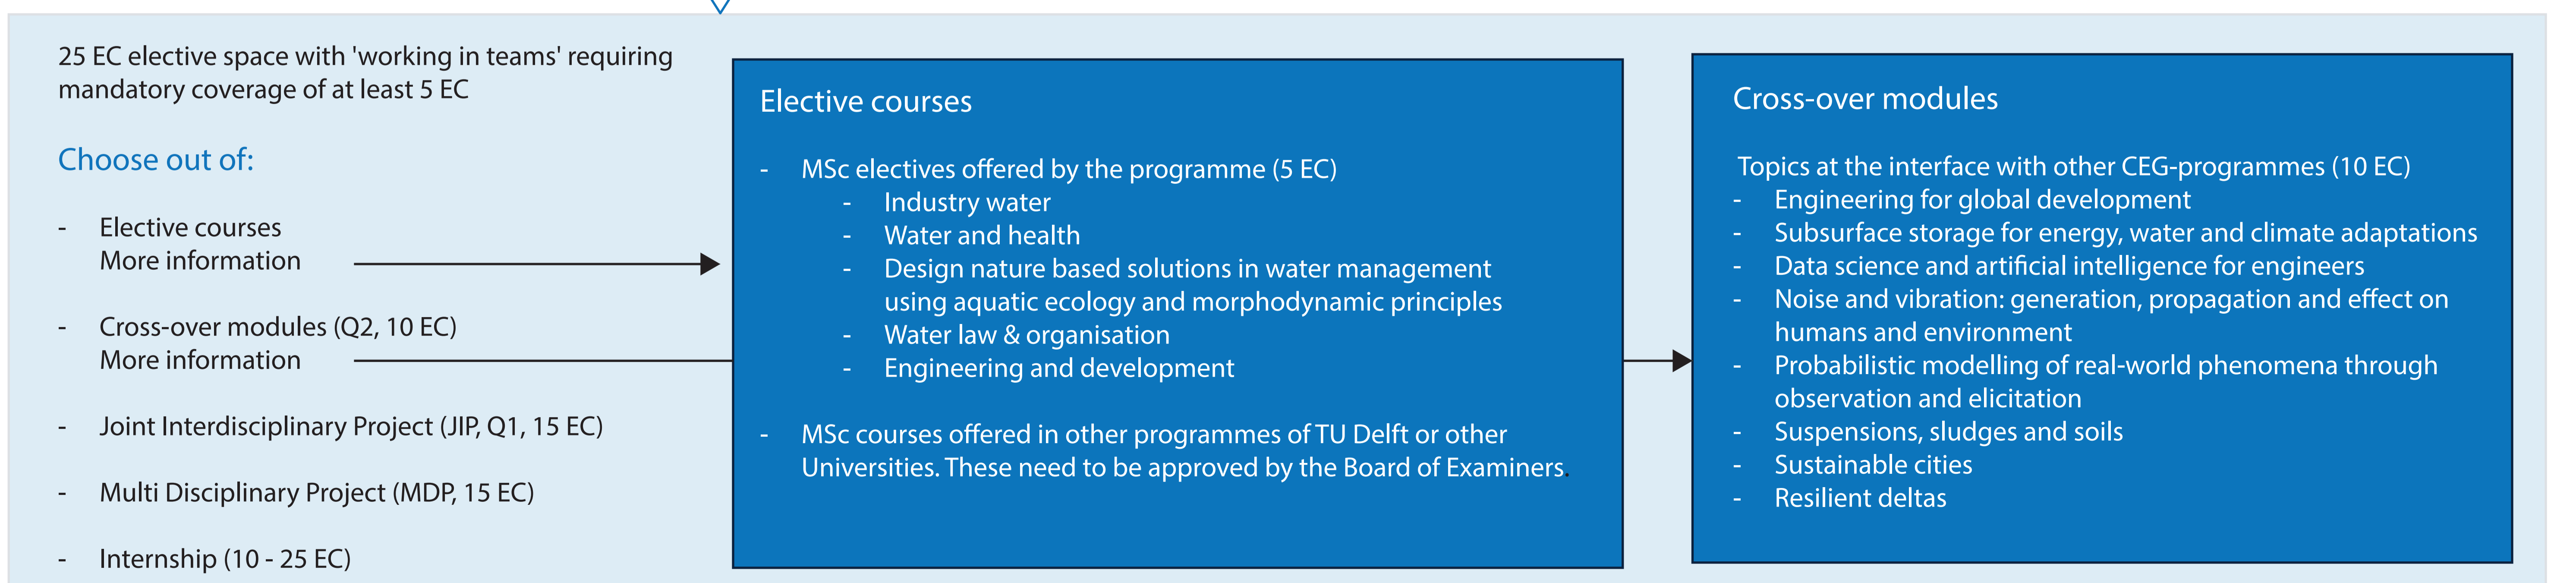 25 EC elective space with 'working in teams' requiring
mandatory coverage of at least 5 EC
Choose out of:
- Elective courses
More information
- Cross-over modules (Q2, 10 EC)
More information
- Joint Interdisciplinary Project (JIP, Q1, 15 EC)
- Multi Disciplinary Project (MDP, 15 EC)
- Internship (10 - 25 EC)
Elective courses
- MSc electives offered by the programme (5 EC)
- Industry water
- Water and health
- Design nature based solutions in water management
using aquatic ecology and morphodynamic principles
- Water law & organisation
- Engineering and development
- MSc courses offered in other programmes of TU Delft or other
Universities. These need to be approved by the Board of Examiners.
Cross-over modules
Topics at the interface with other CEG-programmes (10 EC)
- Engineering for global development
- Subsurface storage for energy, water and climate adaptations
- Data science and artificial intelligence for engineers
- Noise and vibration: generation, propagation and effect on
humans and environment
- Probabilistic modelling of real-world phenomena through
observation and elicitation
- Suspensions, sludges and soils
- Sustainable cities
- Resilient deltas